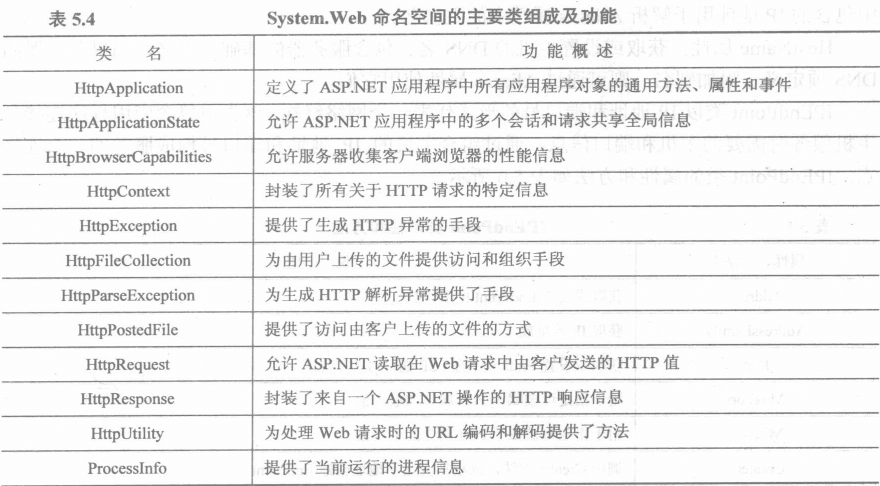 表 5.4 System.Web 命名空间的主要类组成及功能
类 名 功 能 概 述
HttpApplication 定义了 ASP.NET 应用程序中所有应用程序对象的通用方法、属性和事件
HttpApplicationState 允许 ASP.NET 应用程序中的多个会话和请求共享全局信息
HttpBrowserCapabilities 允许服务器收集客户端浏览器的性能信息
HttpContext 封装了所有关于 HTTP 请求的特定信息
HttpException 提供了生成 HTTP 异常的手段
HttpFileCollection 为由用户上传的文件提供访问和组织手段
HttpParseException 为生成 HTTP 解析异常提供了手段
HttpPostedFile 提供了访问由客户上传的文件的方式
HttpRequest 允许 ASP.NET 读取在 Web 请求中由客户发送的 HTTP 值
HttpResponse 封装了来自一个 ASP.NET 操作的 HTTP 响应信息
HttpUtility 为处理 Web 请求时的 URL 编码和解码提供了方法
ProcessInfo 提供了当前运行的进程信息